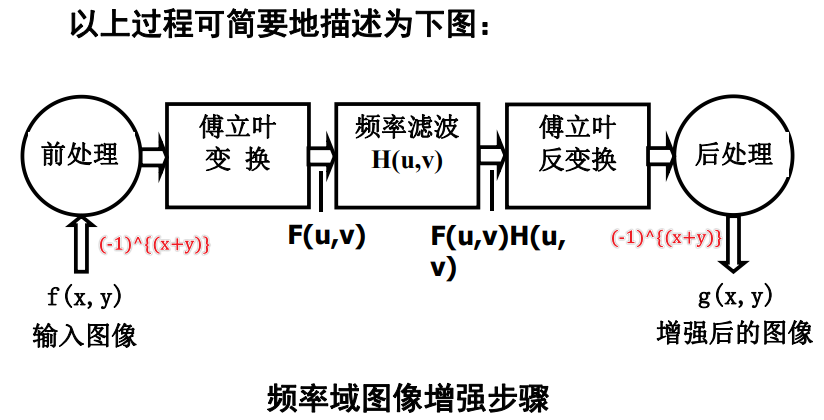 以上过程可简要地描述为下图：
前处理
傅立叶
变 换
频率滤波
H(u,v)
傅立叶
反变换
后处理
F(u,v)
F(u,v)H(u,
v)
(-1)^{(x+y)}
(-1)^{(x+y)}
f(x, y)
输入图像
g(x, y)
增强后的图像
频率域图像增强步骤